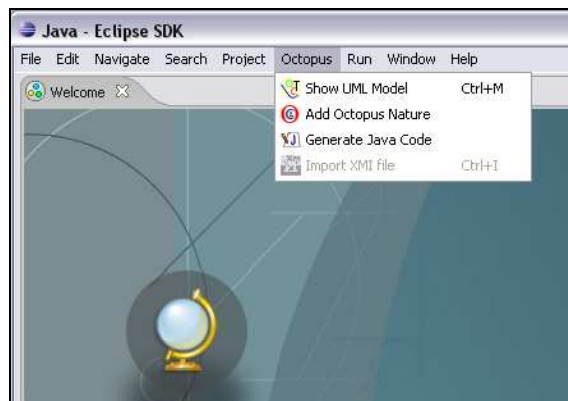 Java - Eclipse SDK
File Edit Navigate Search Project Octopus Run Window Help
Welcome
Show UML Model Ctrl+M
Add Octopus Nature
Generate Java Code
Import XMI file Ctrl+I